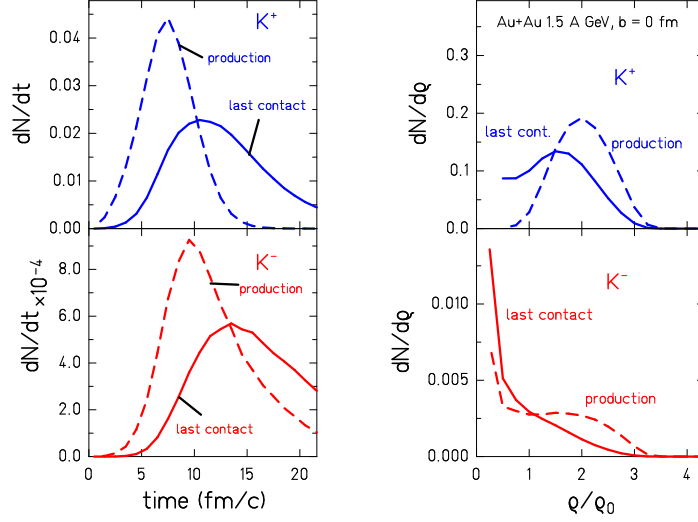 0.04
0.03
0.02
0.01
0.00
dN/dt
K+
production
last contact
Au+Au 1.5 A GeV, b = 0 fm
0.3
0.2
0.1
0.0
dN/dϱ
K+
last cont.
production
8.0
6.0
4.0
2.0
0.0
dN/dt×10-4
K−
production
last contact
0
5
10
15
20
time (fm/c)
0.010
0.005
0.000
dN/dϱ
K−
last contact
production
0
1
2
3
4
ϱ/ϱ0